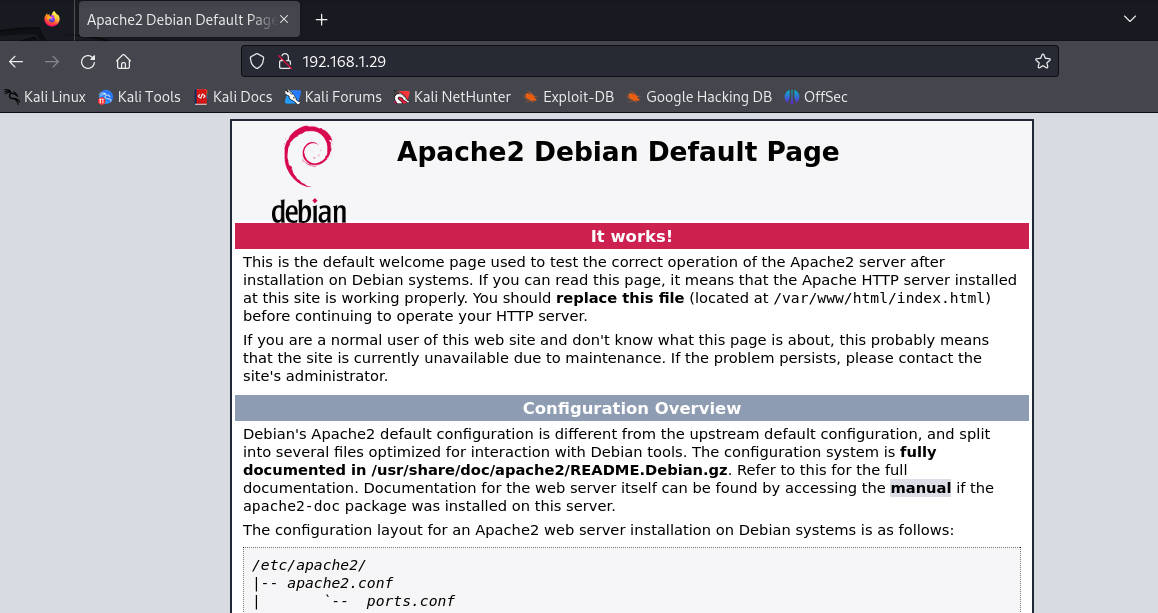 Apache2 Debian Default Pag
192.168.1.29
Kali Linux Kali Tools Kali Docs Kali Forums Kali NetHunter Exploit-DB Google Hacking DB OffSec
debian
Apache2 Debian Default Page
It works!
This is the default welcome page used to test the correct operation of the Apache2 server after
installation on Debian systems. If you can read this page, it means that the Apache HTTP server installed
at this site is working properly. You should replace this file (located at /var/www/html/index.html)
before continuing to operate your HTTP server.
If you are a normal user of this web site and don't know what this page is about, this probably means
that the site is currently unavailable due to maintenance. If the problem persists, please contact the
site's administrator.
Configuration Overview
Debian's Apache2 default configuration is different from the upstream default configuration, and split
into several files optimized for interaction with Debian tools. The configuration system is fully
documented in /usr/share/doc/apache2/README.Debian.gz. Refer to this for the full
documentation. Documentation for the web server itself can be found by accessing the manual if the
apache2-doc package was installed on this server.
The configuration layout for an Apache2 web server installation on Debian systems is as follows:
/etc/apache2/
|-- apache2.conf
|       `--  ports.conf